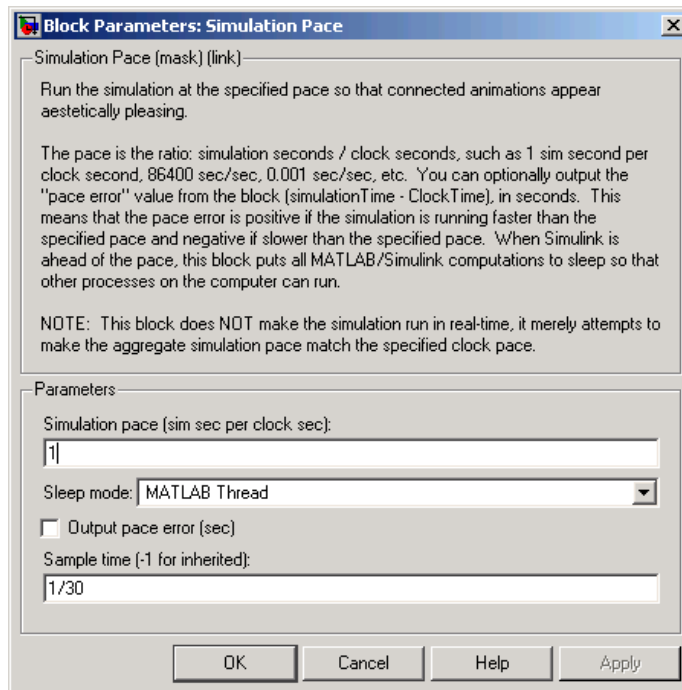 Block Parameters: Simulation Pace
Simulation Pace (mask) (link)
Run the simulation at the specified pace so that connected animations appear
aestetically pleasing.
The pace is the ratio: simulation seconds / clock seconds, such as 1 sim second per
clock second, 86400 sec/sec, 0.001 sec/sec, etc. You can optionally output the
"pace error" value from the block (simulationTime - ClockTime), in seconds. This
means that the pace error is positive if the simulation is running faster than the
specified pace and negative if slower than the specified pace. When Simulink is
ahead of the pace, this block puts all MATLAB/Simulink computations to sleep so that
other processes on the computer can run.
NOTE: This block does NOT make the simulation run in real-time, it merely attempts to
make the aggregate simulation pace match the specified clock pace.
Parameters
Simulation pace (sim sec per clock sec):
1
Sleep mode: MATLAB Thread
Output pace error (sec)
Sample time (-1 for inherited):
1/30
OK Cancel Help Apply